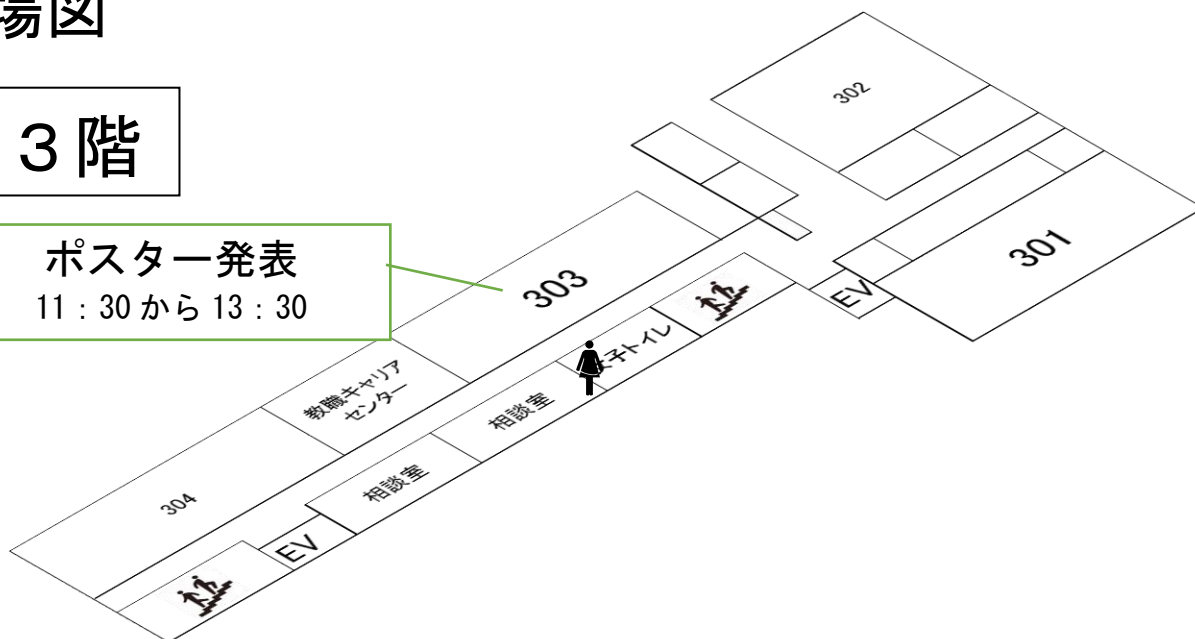 場図
３階
ポスター発表
11：30から13：30
302
301
303
EV
女子トイレ
教職キャリア
センター
相談室
相談室
304
EV